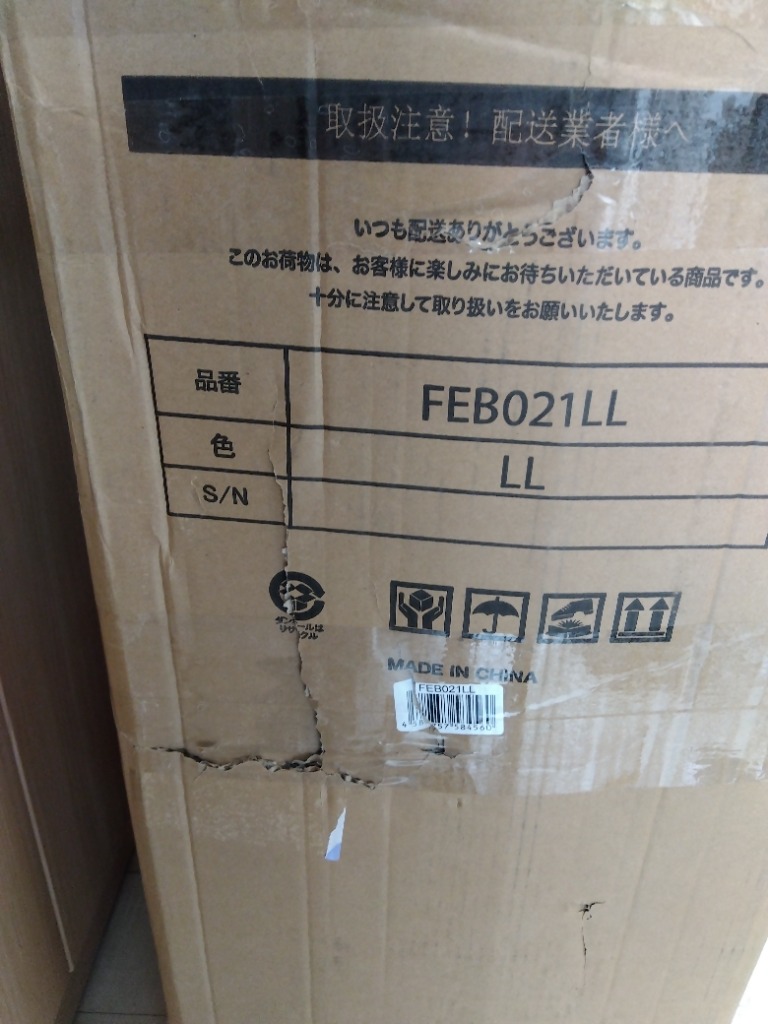 取扱注意! 配送業者様へ
いつも配送ありがとうございます。
このお荷物は、お客様に楽しみにお待ちいただいている商品です。
十分に注意して取り扱いをお願いいたします。
品番 FEB021LL
色 LL
S/N
MADE IN CHINA
FEB021LL